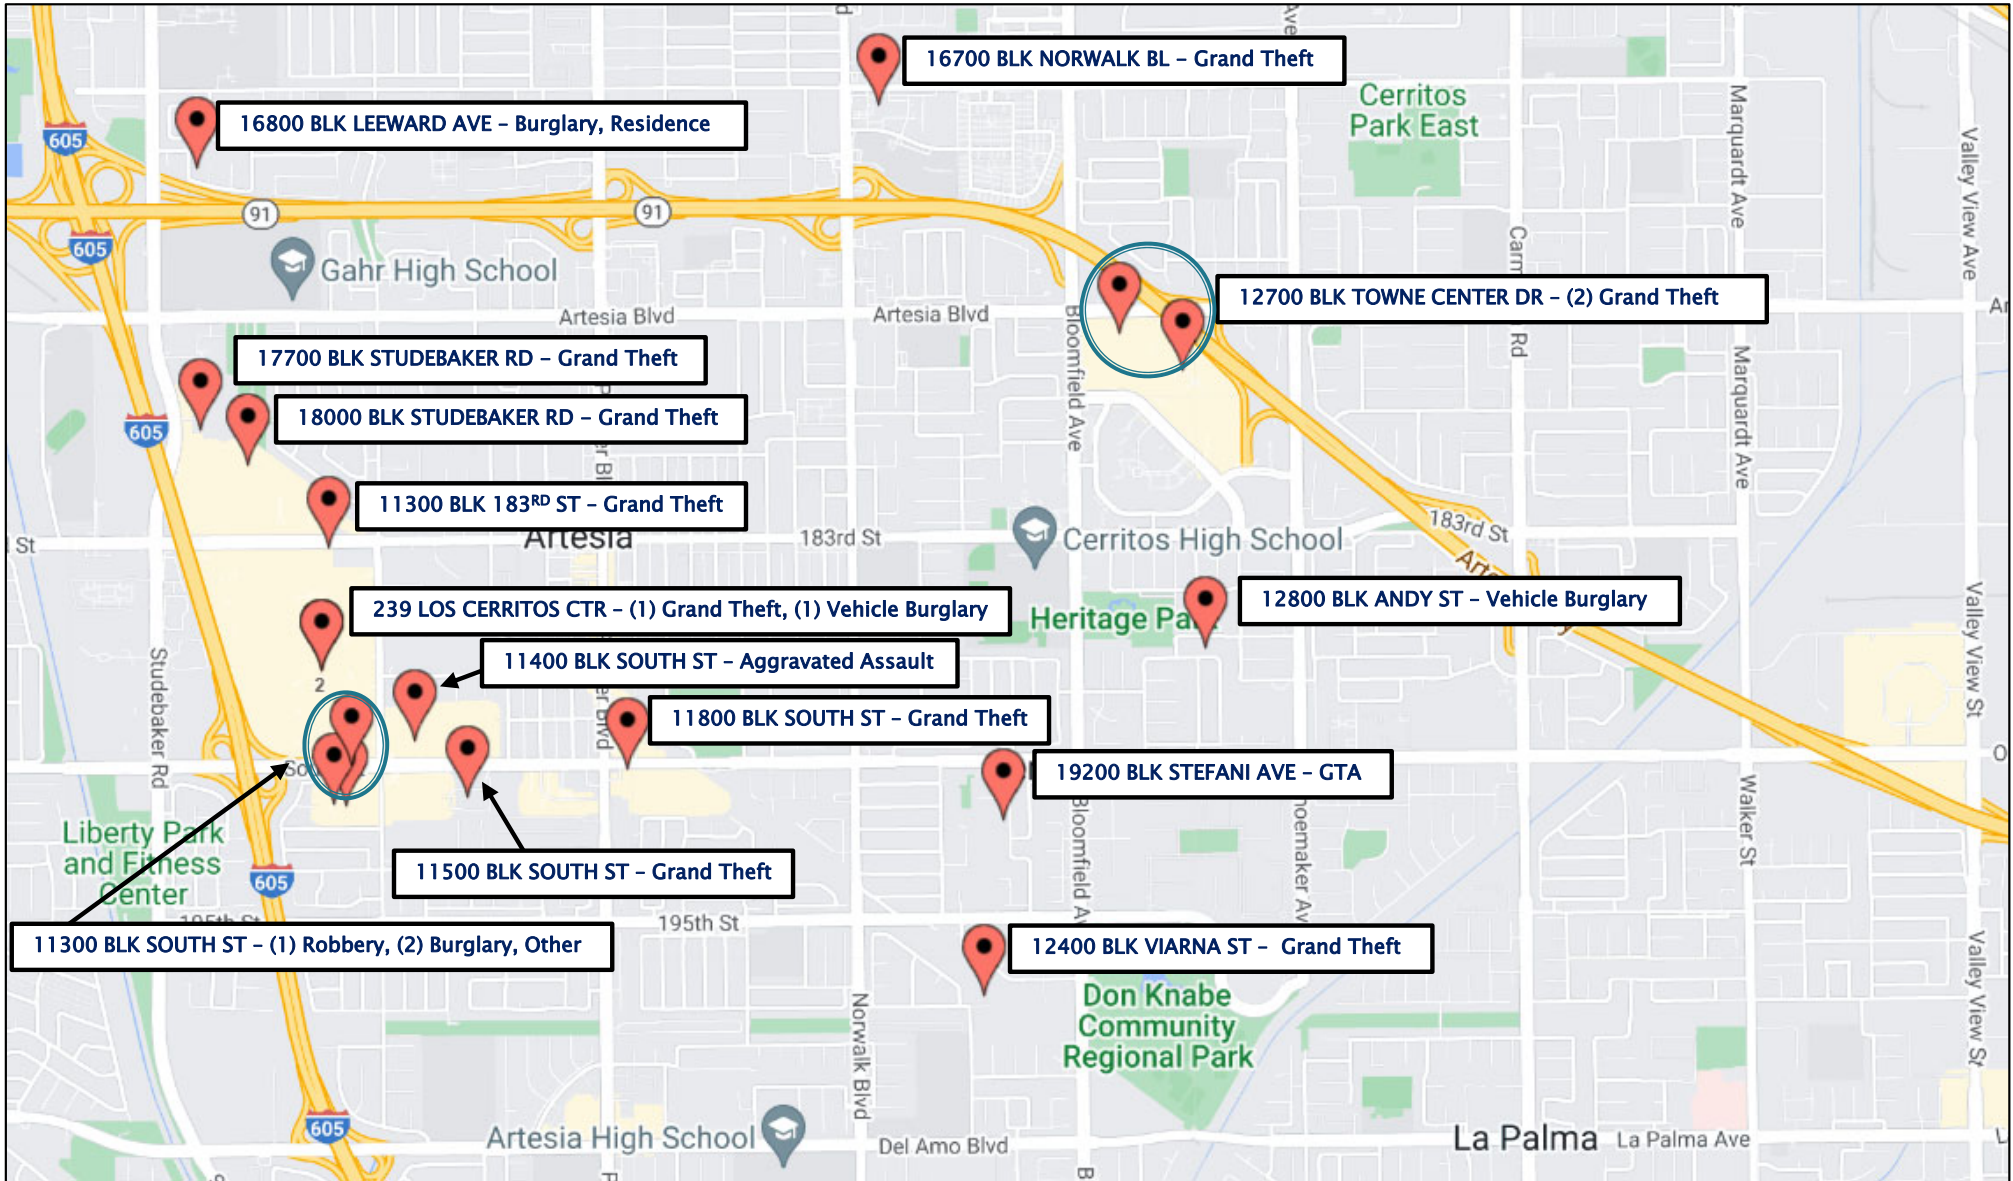 16700 BLK NORWALK BL – Grand Theft
Cerritos
Park East
16800 BLK LEEWARD AVE – Burglary, Residence
605
Marquardt Ave
Valley View Ave
91
91
605
Gahr High School
12700 BLK TOWNE CENTER DR – (2) Grand Theft
Artesia Blvd
Artesia Blvd
Bloomfield Ave
Rd
Marquardt Ave
17700 BLK STUDEBAKER RD – Grand Theft
18000 BLK STUDEBAKER RD – Grand Theft
605
11300 BLK 183RD ST – Grand Theft
Artesia
183rd St
183rd St
St
Cerritos High School
12800 BLK ANDY ST – Vehicle Burglary
239 LOS CERRITOS CTR – (1) Grand Theft, (1) Vehicle Burglary
Heritage
Valley View St
11400 BLK SOUTH ST – Aggravated Assault
2
Studebaker Rd
11800 BLK SOUTH ST – Grand Theft
19200 BLK STEFANI AVE – GTA
Walker St
Liberty Park
and Fitness
Center
11500 BLK SOUTH ST – Grand Theft
605
195th St
195th St
11300 BLK SOUTH ST – (1) Robbery, (2) Burglary, Other
12400 BLK VIARNA ST – Grand Theft
Valley View St
Don Knabe
Community
Regional Park
Norwalk Blvd
605
Artesia High School
Del Amo Blvd
La Palma
La Palma Ave